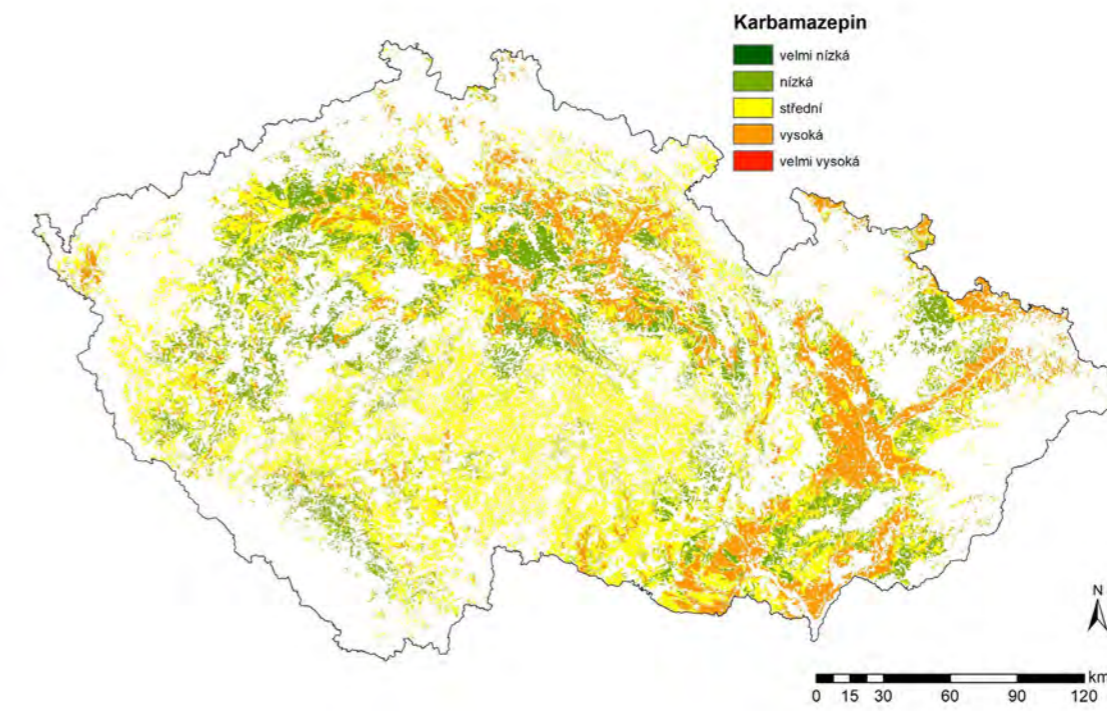 Karbamazepin
velmi nízká
nízká
střední
vysoká
velmi vysoká
N
km
0 15 30 60 90 120